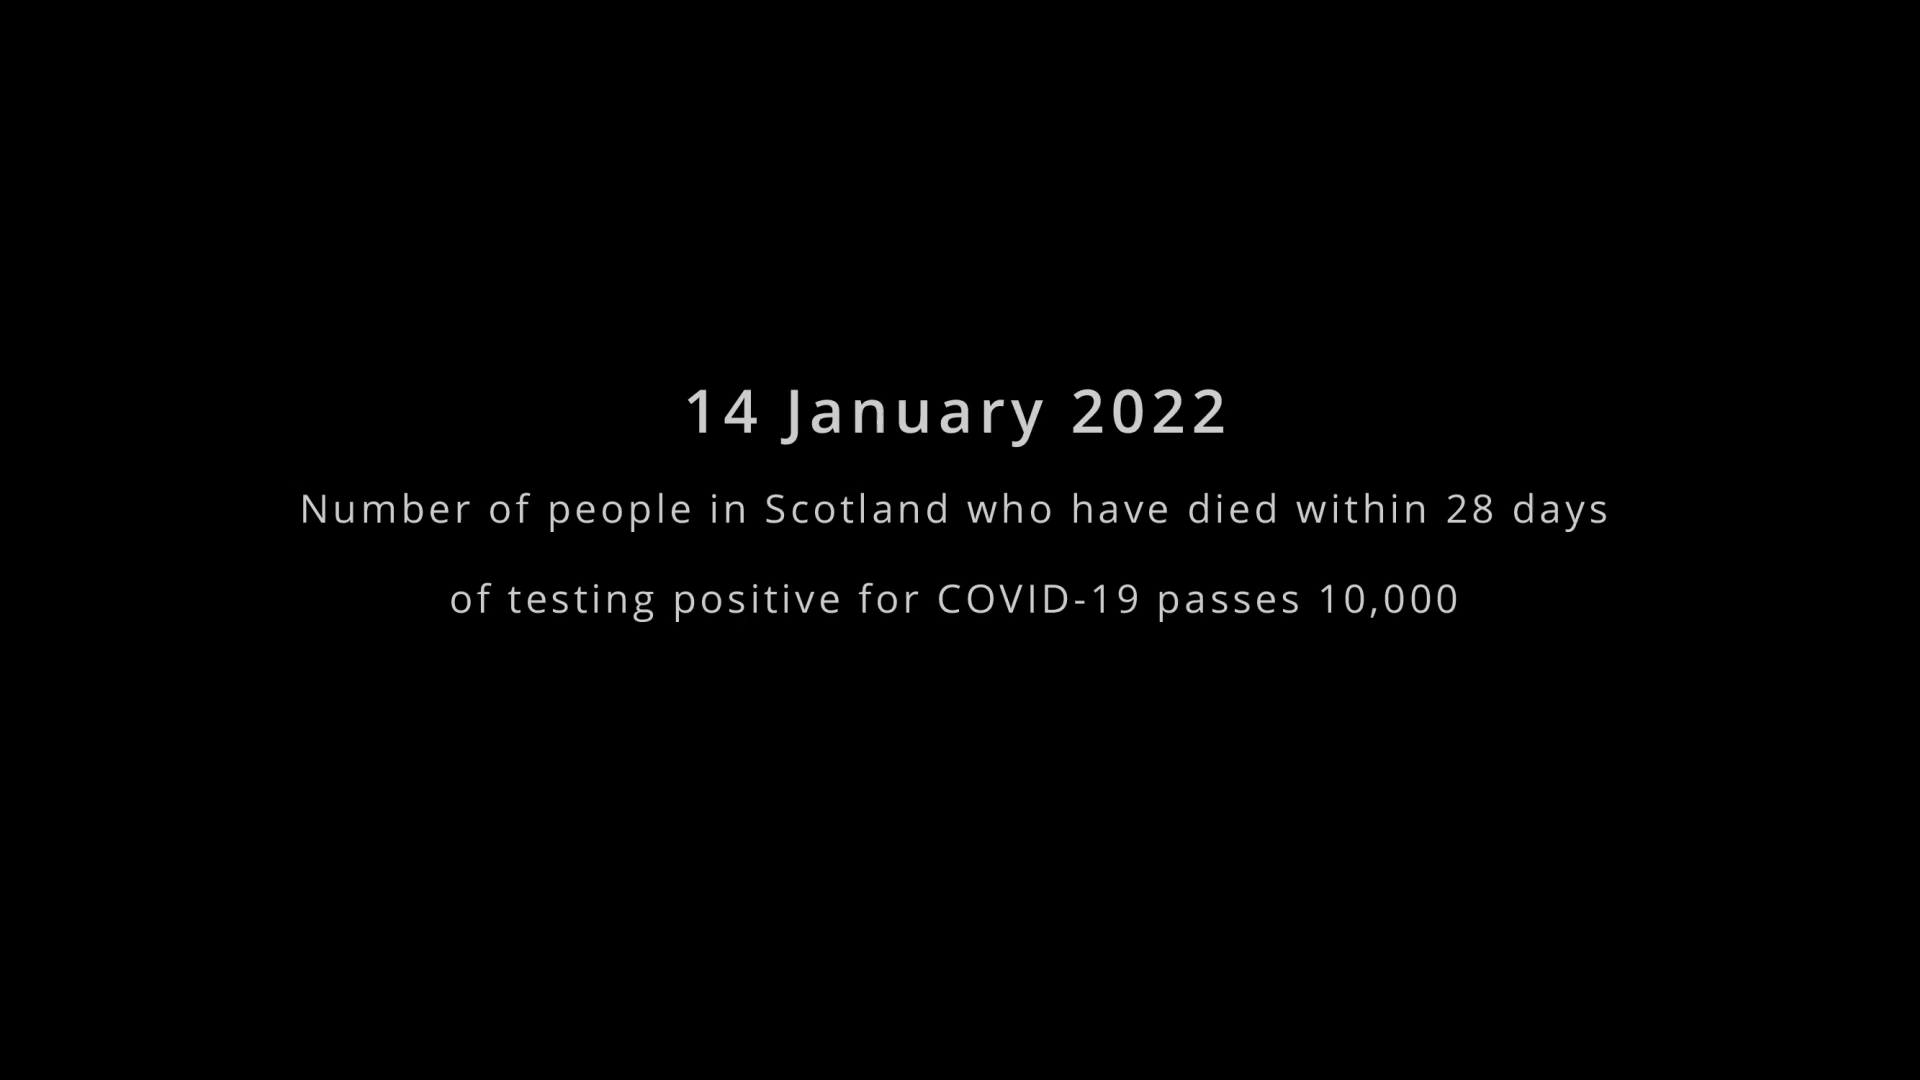 14 January 2022
Number of people in Scotland who have died within 28 days
of testing positive for COVID-19 passes 10,000